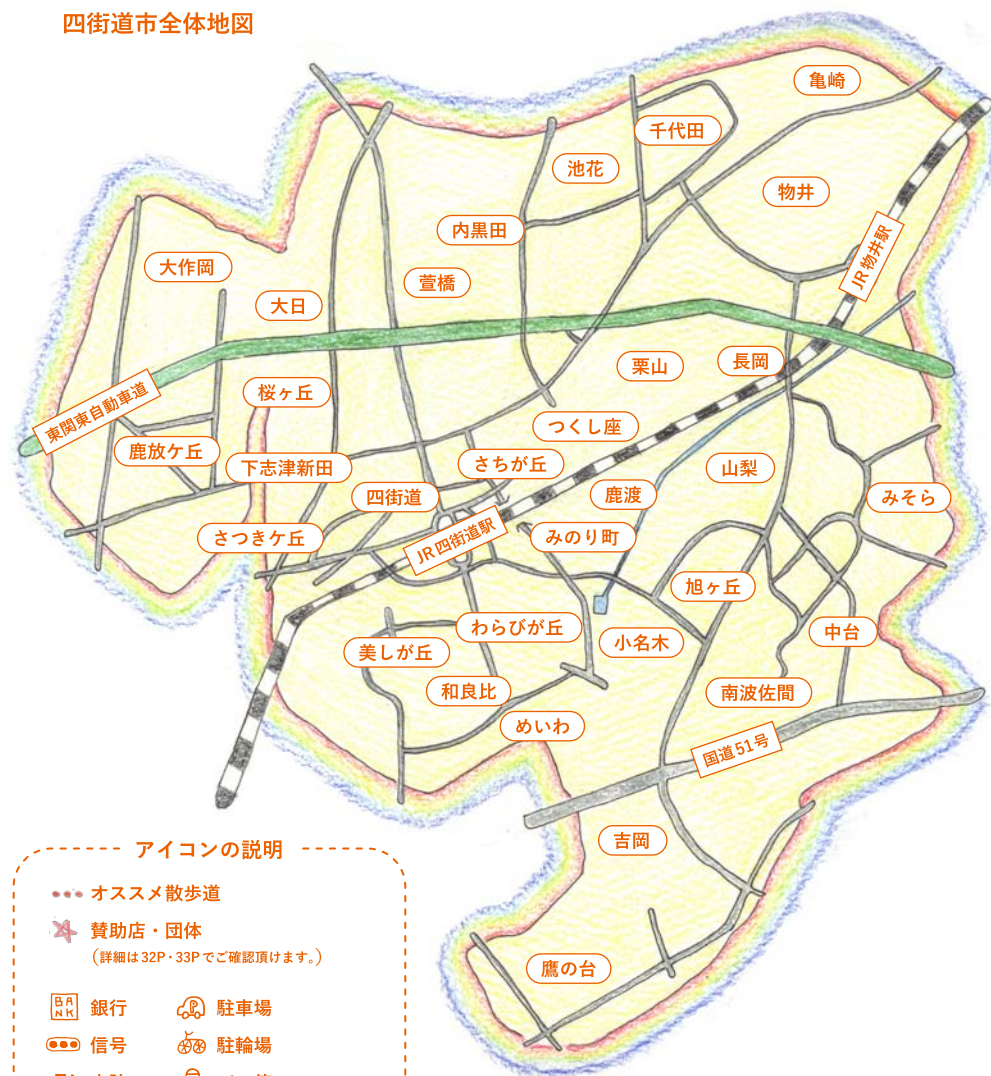 四街道市全体地図
亀崎
千代田
池花
物井
内黒田
JR 物井駅
大作岡
萱橋
大日
長岡
栗山
東関東自動車道
桜ヶ丘
つくし座
鹿放ケ丘
下志津新田
さちが丘
山梨
四街道
鹿渡
みそら
さつきケ丘
JR 四街道駅
みのり町
旭ヶ丘
わらびが丘
小名木
中台
美しが丘
和良比
南波佐間
めいわ
国道51号
吉岡
鷹の台
アイコンの説明
オススメ散歩道
賛助店・団体
(詳細は32P・33Pでご確認頂けます。)
BANK 銀行
P 駐車場
信号
駐輪場